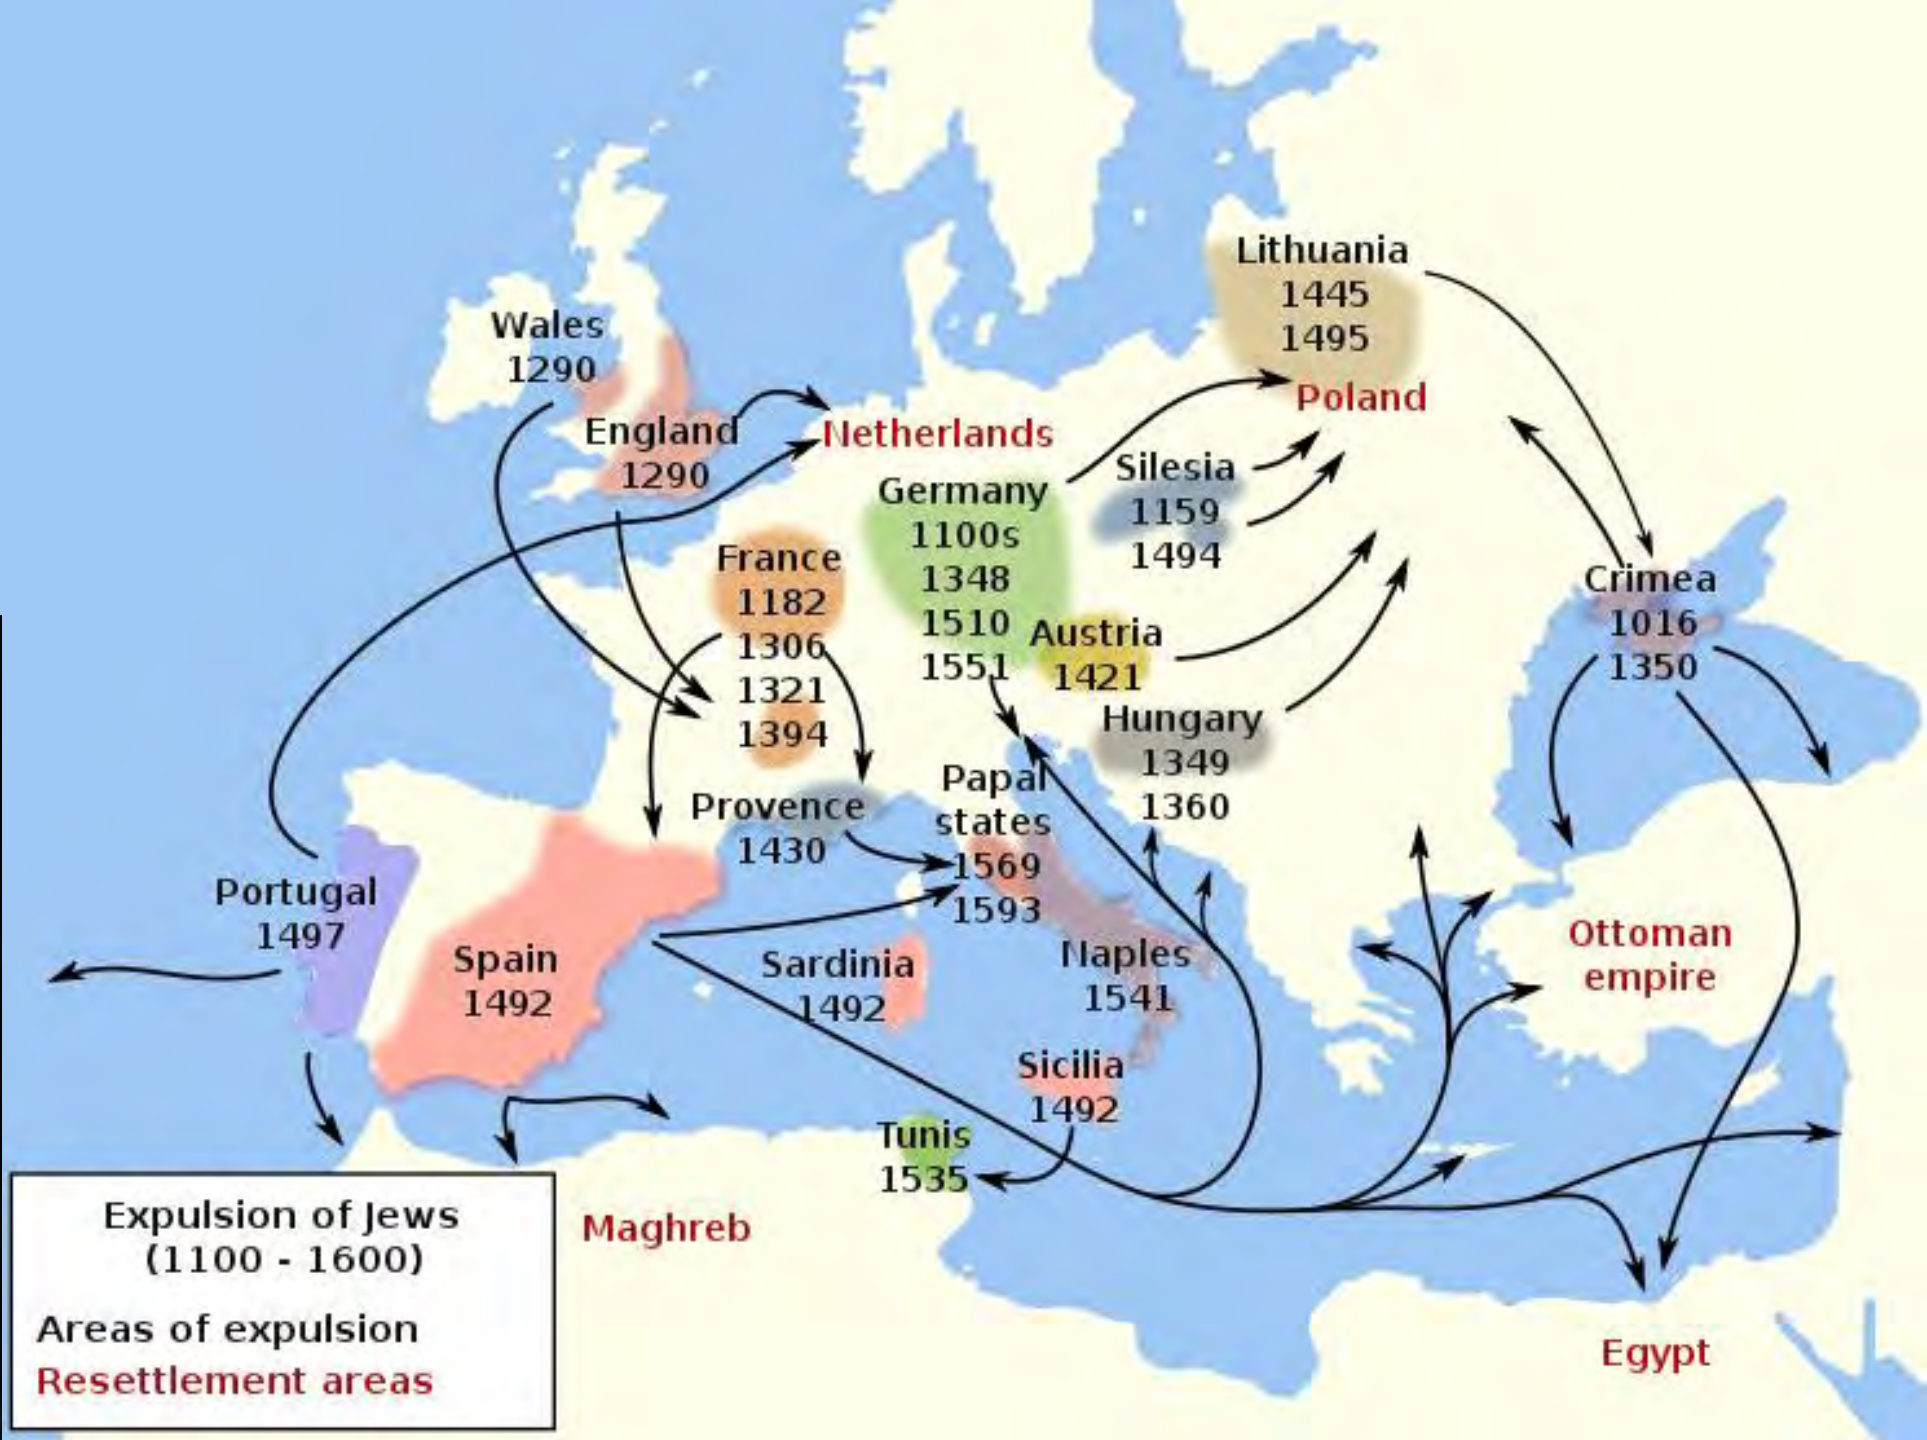 Lithuania
1445
1495
Wales
1290
Poland
England
1290
Netherlands
Silesia
1159
1494
Germany
1100s
1348
1510
1551
France
1182
1306
1321
1394
Crimea
1016
1350
Austria
1421
Hungary
1349
1360
Papal
states
1569
1593
Provence
1430
Portugal
1497
Spain
1492
Sardinia
1492
Naples
1541
Ottoman
empire
Sicilia
1492
Tunis
1535
Maghreb
Egypt
Expulsion of Jews
(1100 - 1600)
Areas of expulsion
Resettlement areas